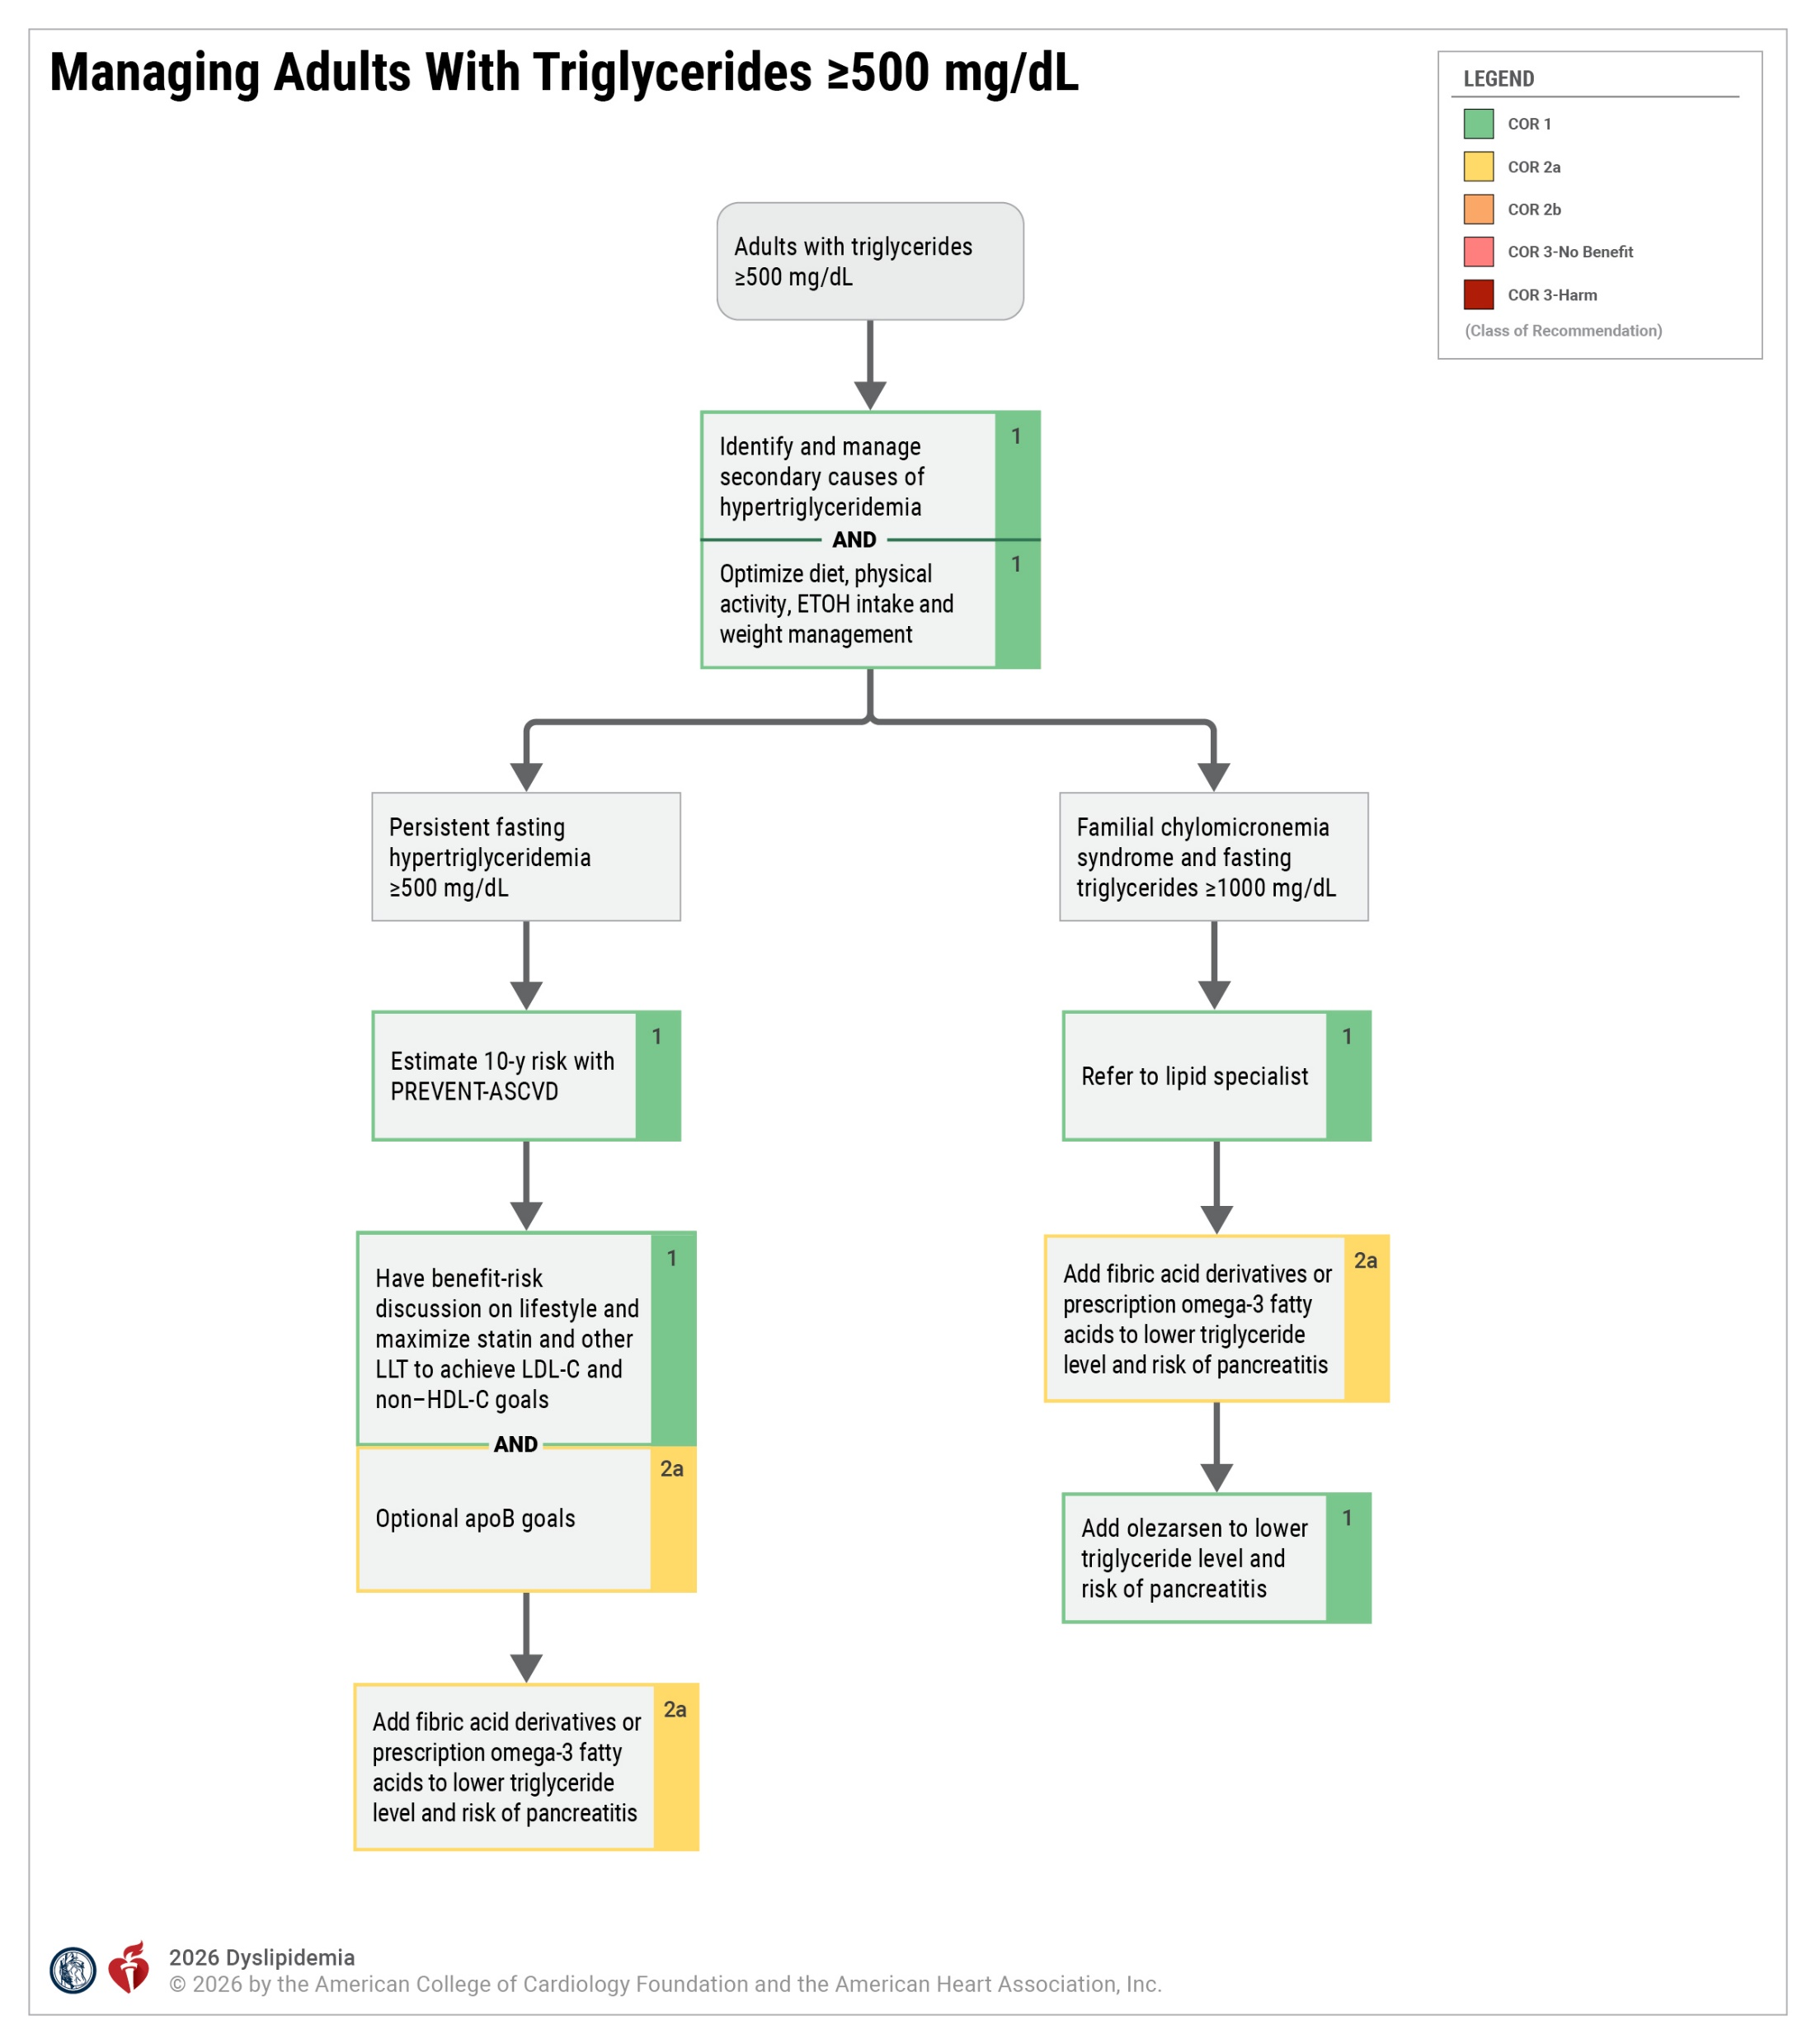 Managing Adults With Triglycerides ≥500 mg/dL
LEGEND
COR 1
COR 2a
COR 2b
COR 3-No Benefit
COR 3-Harm
(Class of Recommendation)
Adults with triglycerides
≥500 mg/dL
Identify and manage
secondary causes of
hypertriglyceridemia
1
AND
Optimize diet, physical
activity, ETOH intake and
weight management
1
Persistent fasting
hypertriglyceridemia
≥500 mg/dL
Estimate 10-y risk with
PREVENT-ASCVD
1
Have benefit-risk
discussion on lifestyle and
maximize statin and other
LLT to achieve LDL-C and
non–HDL-C goals
1
AND
Optional apoB goals
2a
Add fibric acid derivatives or
prescription omega-3 fatty
acids to lower triglyceride
level and risk of pancreatitis
2a
Familial chylomicronemia
syndrome and fasting
triglycerides ≥1000 mg/dL
Refer to lipid specialist
1
Add fibric acid derivatives or
prescription omega-3 fatty
acids to lower triglyceride
level and risk of pancreatitis
2a
Add olezarsen to lower
triglyceride level and
risk of pancreatitis
1
2026 Dyslipidemia
© 2026 by the American College of Cardiology Foundation and the American Heart Association, Inc.